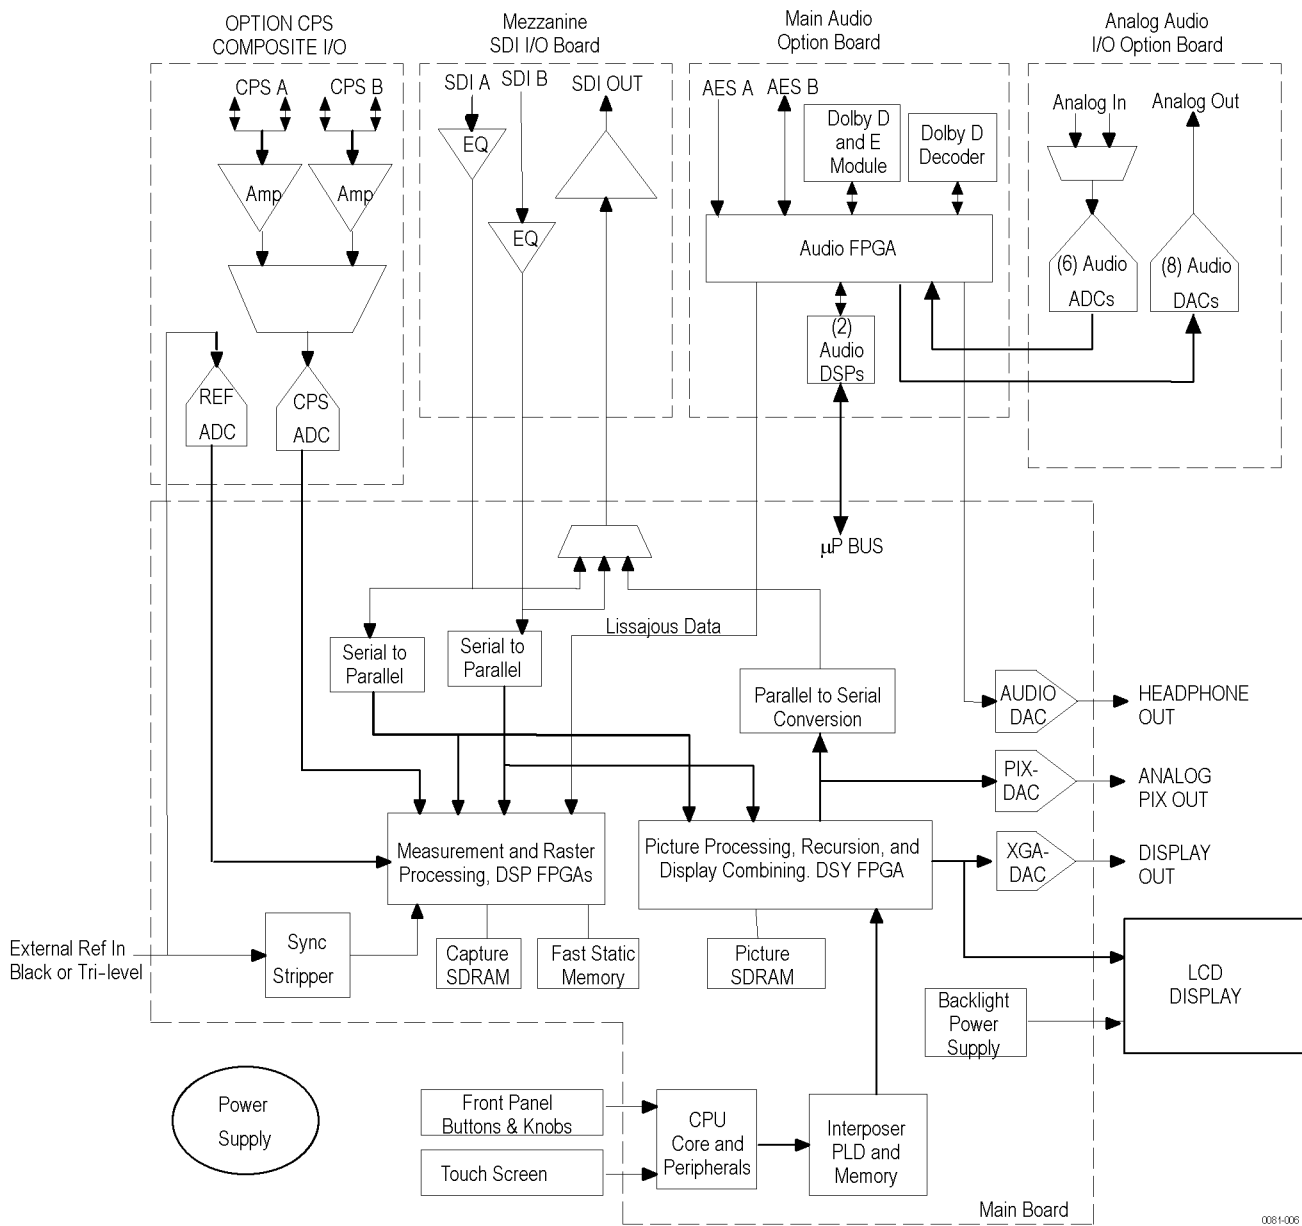 OPTION CPS
COMPOSITE I/O
Mezzanine
SDI I/O Board
Main Audio
Option Board
Analog Audio
I/O Option Board
CPS A
CPS B
SDI A
SDI B
SDI OUT
AES A
AES B
Dolby D
and E
Module
Dolby D
Decoder
Analog In
Analog Out
EQ
Amp
Amp
EQ
Audio FPGA
(6) Audio
ADCs
(8) Audio
DACs
(2)
Audio
DSPs
REF
ADC
CPS
ADC
µP BUS
Lissajous Data
Serial to
Parallel
Serial to
Parallel
Parallel to Serial
Conversion
AUDIO
DAC
HEADPHONE
OUT
PIX-
DAC
ANALOG
PIX OUT
Measurement and Raster
Processing, DSP FPGAs
Picture Processing, Recursion, and
Display Combining. DSY FPGA
XGA-
DAC
DISPLAY
OUT
External Ref In
Black or Tri-level
Sync
Stripper
Capture
SDRAM
Fast Static
Memory
Picture
SDRAM
LCD
DISPLAY
Backlight
Power
Supply
Power
Supply
Front Panel
Buttons & Knobs
Touch Screen
CPU
Core and
Peripherals
Interposer
PLD and
Memory
Main Board
0081-006